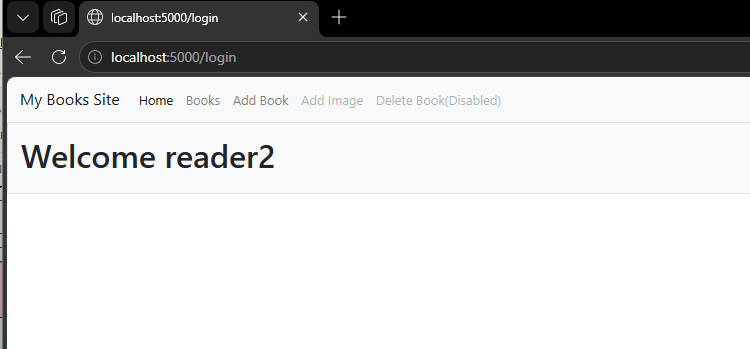 localhost:5000/login
localhost:5000/login
My Books Site Home Books Add Book Add Image Delete Book(Disabled)
Welcome reader2